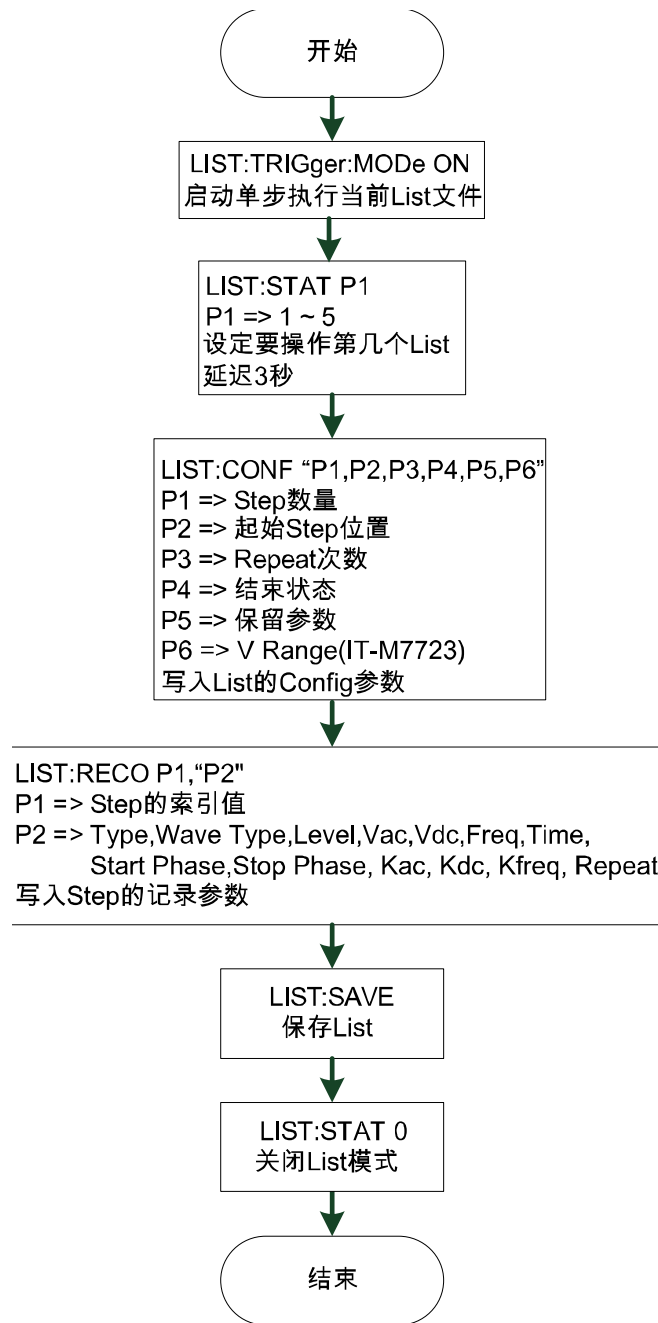 开始
LIST:TRIGger:MODe ON
启动单步执行当前List文件
LIST:STAT P1
P1 => 1 ~ 5
设定要操作第几个List
延迟3秒
LIST:CONF “P1,P2,P3,P4,P5,P6”
P1 => Step数量
P2 => 起始Step位置
P3 => Repeat次数
P4 => 结束状态
P5 => 保留参数
P6 => V Range(IT-M7723)
写入List的Config参数
LIST:RECO P1,“P2"
P1 => Step的索引值
P2 => Type,Wave Type,Level,Vac,Vdc,Freq,Time,
Start Phase,Stop Phase, Kac, Kdc, Kfreq, Repeat
写入Step的记录参数
LIST:SAVE
保存List
LIST:STAT 0
关闭List模式
结束